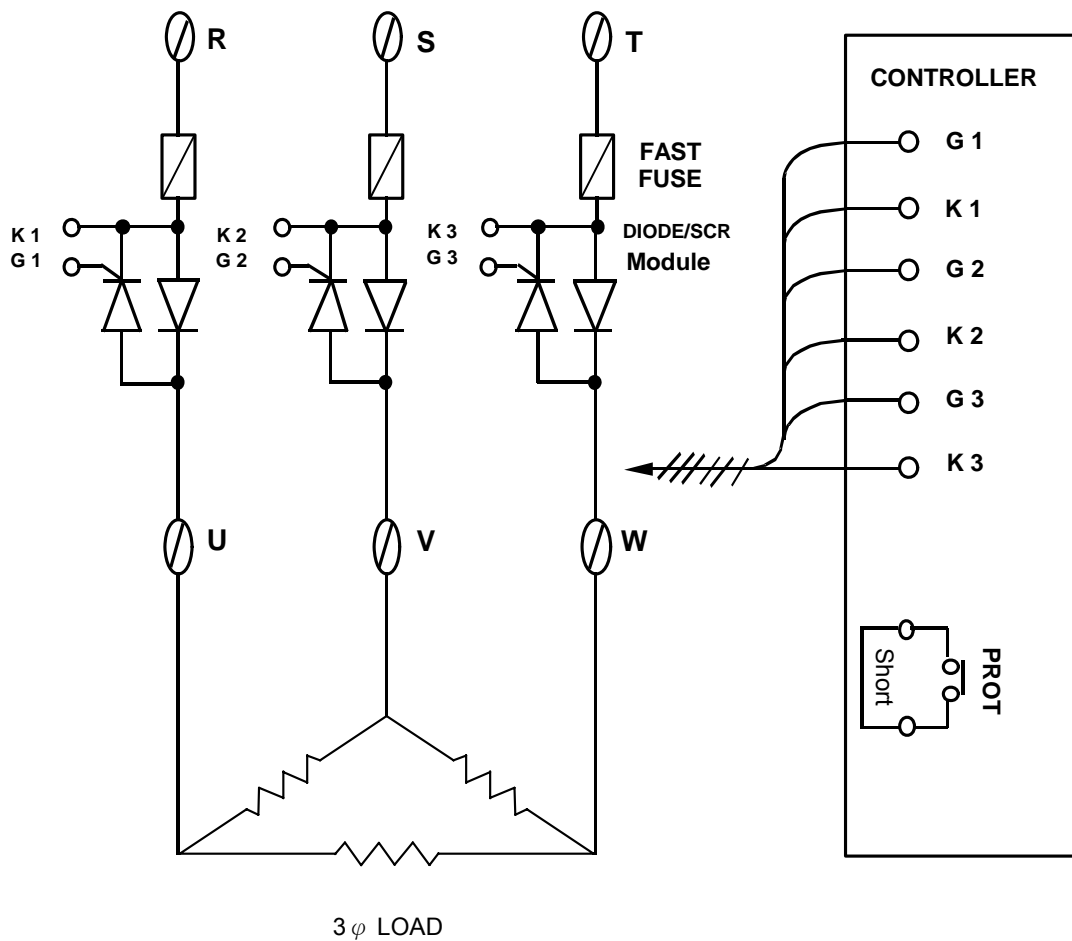 R
S
T
CONTROLLER
FAST
FUSE
K 1
G 1
K 2
G 2
K 3
G 3
DIODE/SCR
Module
G 1
K 1
G 2
K 2
G 3
K 3
U
V
W
Short
PROT
3 φ LOAD